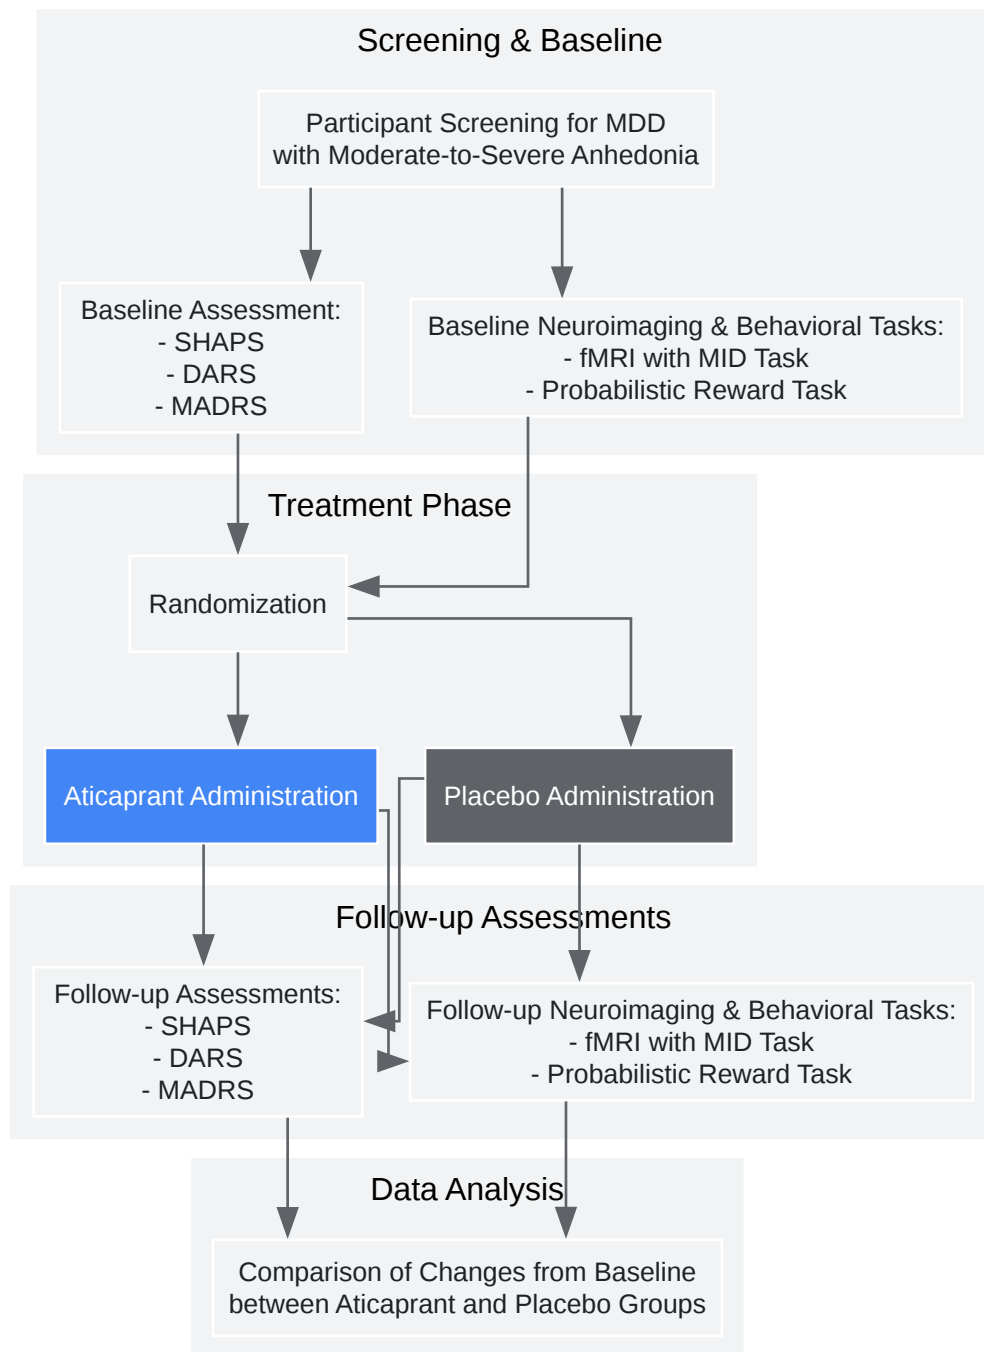 Screening & Baseline
Participant Screening for MDD
with Moderate-to-Severe Anhedonia
Baseline Assessment:
- SHAPS
- DARS
- MADRS
Baseline Neuroimaging & Behavioral Tasks:
- fMRI with MID Task
- Probabilistic Reward Task
Treatment Phase
Randomization
Aticaprant Administration
Placebo Administration
Follow-up Assessments
Follow-up Assessments:
- SHAPS
- DARS
- MADRS
Follow-up Neuroimaging & Behavioral Tasks:
- fMRI with MID Task
- Probabilistic Reward Task
Data Analysis
Comparison of Changes from Baseline
between Aticaprant and Placebo Groups